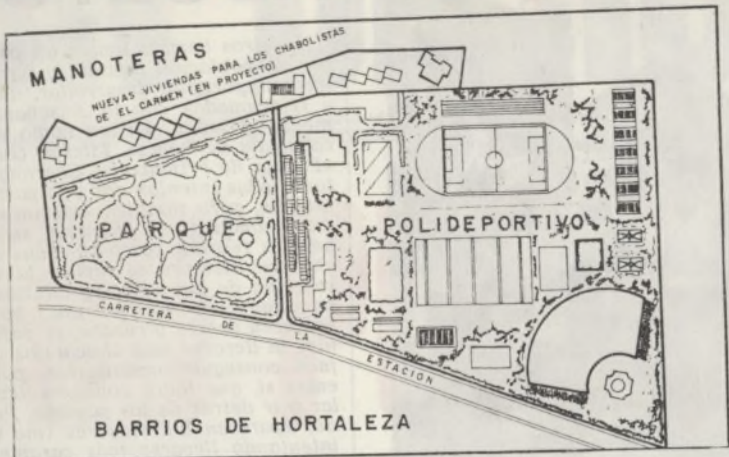 MANOTERAS
NUEVAS VIVIENDAS PARA LOS CHABOLISTAS
DE EL CARMEN (EN PROYECTO)
PARQUE
POLIDEPORTIVO
CARRETERA DE LA ESTACION
BARRIOS DE HORTALEZA